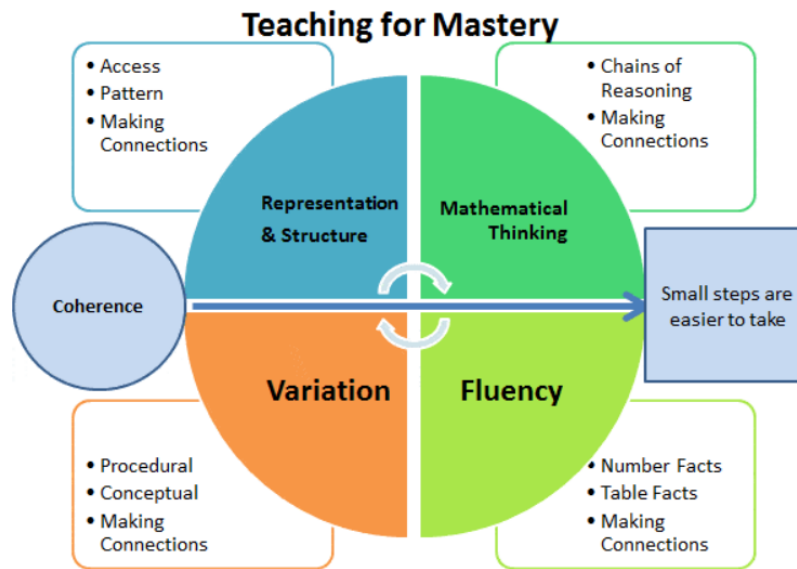 Teaching for Mastery
• Access
• Pattern
• Making
Connections
• Chains of
Reasoning
• Making
Connections
Representation
& Structure
Mathematical
Thinking
Coherence
Small steps are
easier to take
Variation
Fluency
• Procedural
• Conceptual
• Making
Connections
• Number Facts
• Table Facts
• Making
Connections